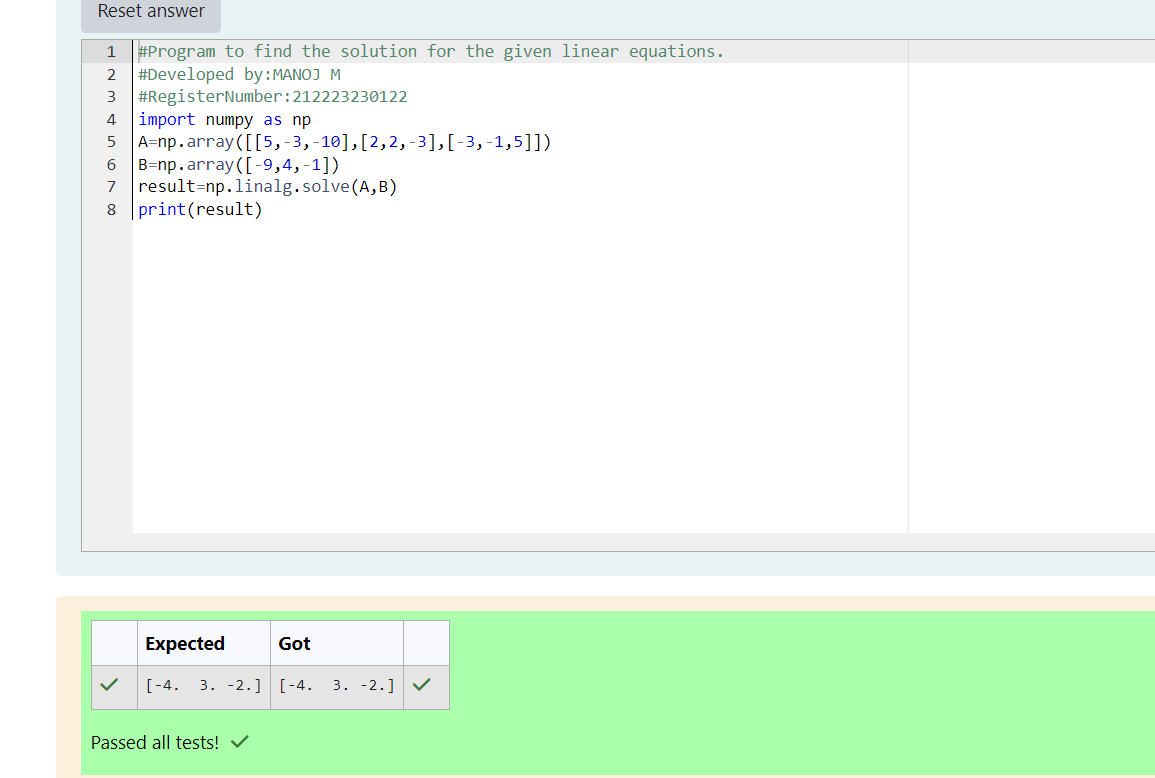 Reset answer
1 #Program to find the solution for the given linear equations.
2 #Developed by:MANOJ M
3 #RegisterNumber:212223230122
4 import numpy as np
5 A=np.array([[5,-3,-10],[2,2,-3],[-3,-1,5]])
6 B=np.array([-9,4,-1])
7 result=np.linalg.solve(A,B)
8 print(result)
Expected Got
[-4.  3. -2.] [-4.  3. -2.]
Passed all tests!